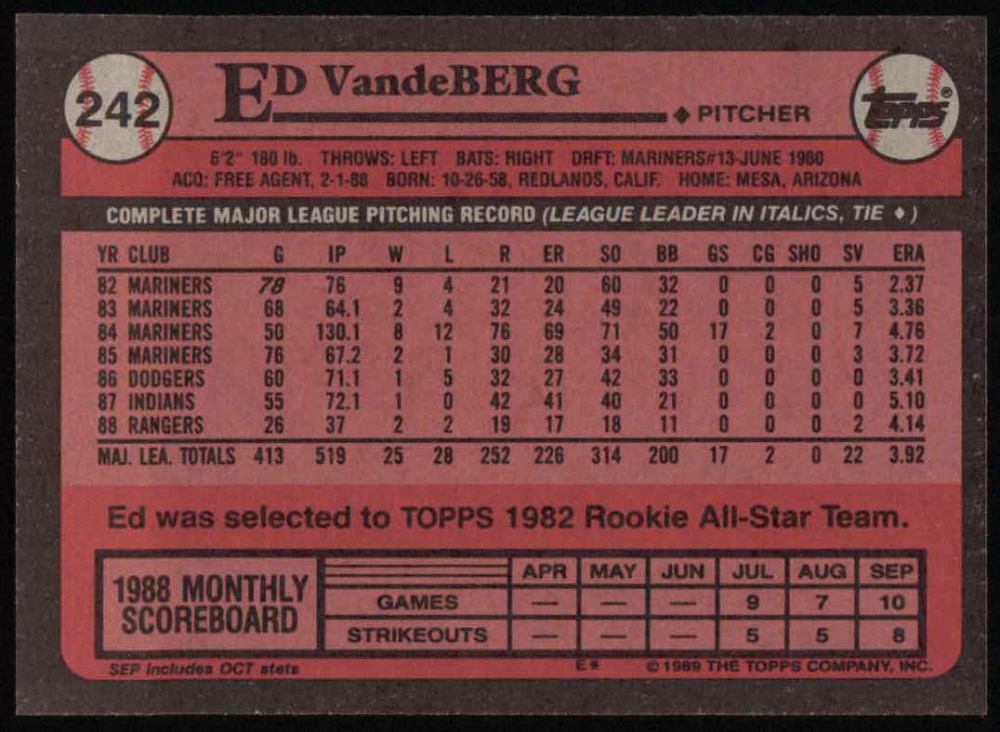 242
ED VandeBERG
◆ PITCHER
TOPPS®
6'2" 180 lb. THROWS: LEFT BATS: RIGHT DRFT: MARINERS#13-JUNE 1980
ACQ: FREE AGENT, 2-1-88 BORN: 10-26-58, REDLANDS, CALIF. HOME: MESA, ARIZONA
COMPLETE MAJOR LEAGUE PITCHING RECORD (LEAGUE LEADER IN ITALICS, TIE ♦)
YR CLUB G IP W L R ER SO BB GS CG SHO SV ERA
82 MARINERS 78 76 9 4 21 20 60 32 0 0 0 5 2.37
83 MARINERS 68 64.1 2 4 32 24 49 22 0 0 0 5 3.36
84 MARINERS 50 130.1 8 12 76 69 71 50 17 2 0 7 4.76
85 MARINERS 76 67.2 2 1 30 28 34 31 0 0 0 3 3.72
86 DODGERS 60 71.1 1 5 32 27 42 33 0 0 0 0 3.41
87 INDIANS 55 72.1 1 0 42 41 40 21 0 0 0 0 5.10
88 RANGERS 26 37 2 2 19 17 18 11 0 0 0 2 4.14
MAJ. LEA. TOTALS 413 519 25 28 252 226 314 200 17 2 0 22 3.92
Ed was selected to TOPPS 1982 Rookie All-Star Team.
1988 MONTHLY
SCOREBOARD
APR MAY JUN JUL AUG SEP
GAMES — — — 9 7 10
STRIKEOUTS — — — 5 5 8
SEP includes OCT stats
E* © 1989 THE TOPPS COMPANY, INC.